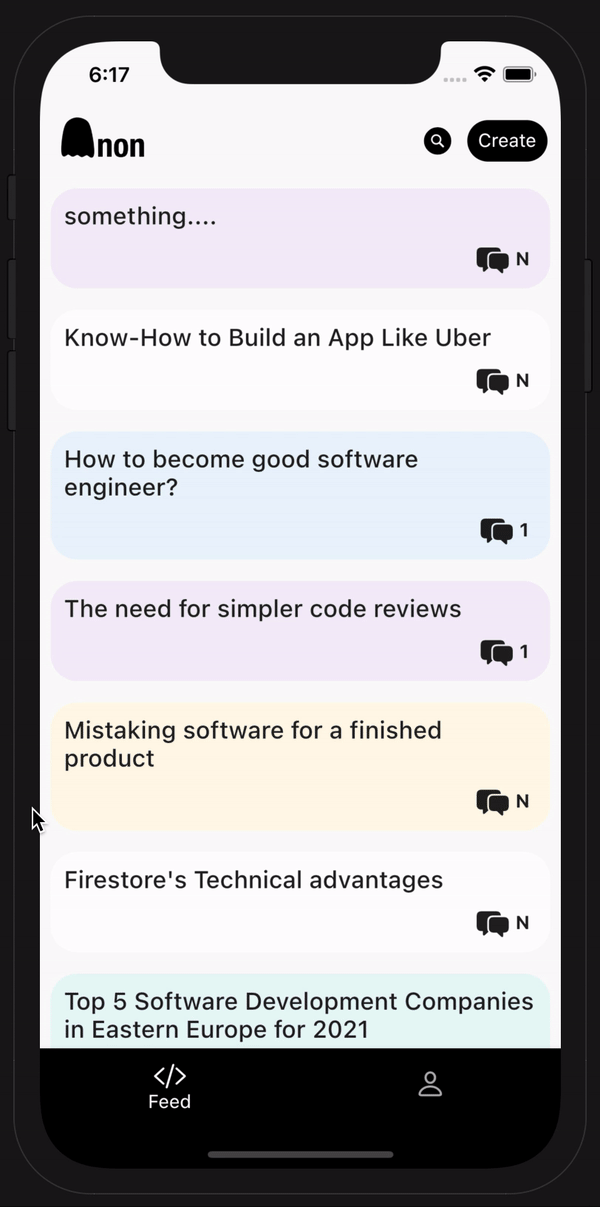 6:17
non
Create
something....
N
Know-How to Build an App Like Uber
N
How to become good software
engineer?
1
The need for simpler code reviews
1
Mistaking software for a finished
product
N
Firestore's Technical advantages
N
Top 5 Software Development Companies
in Eastern Europe for 2021
</>
Feed